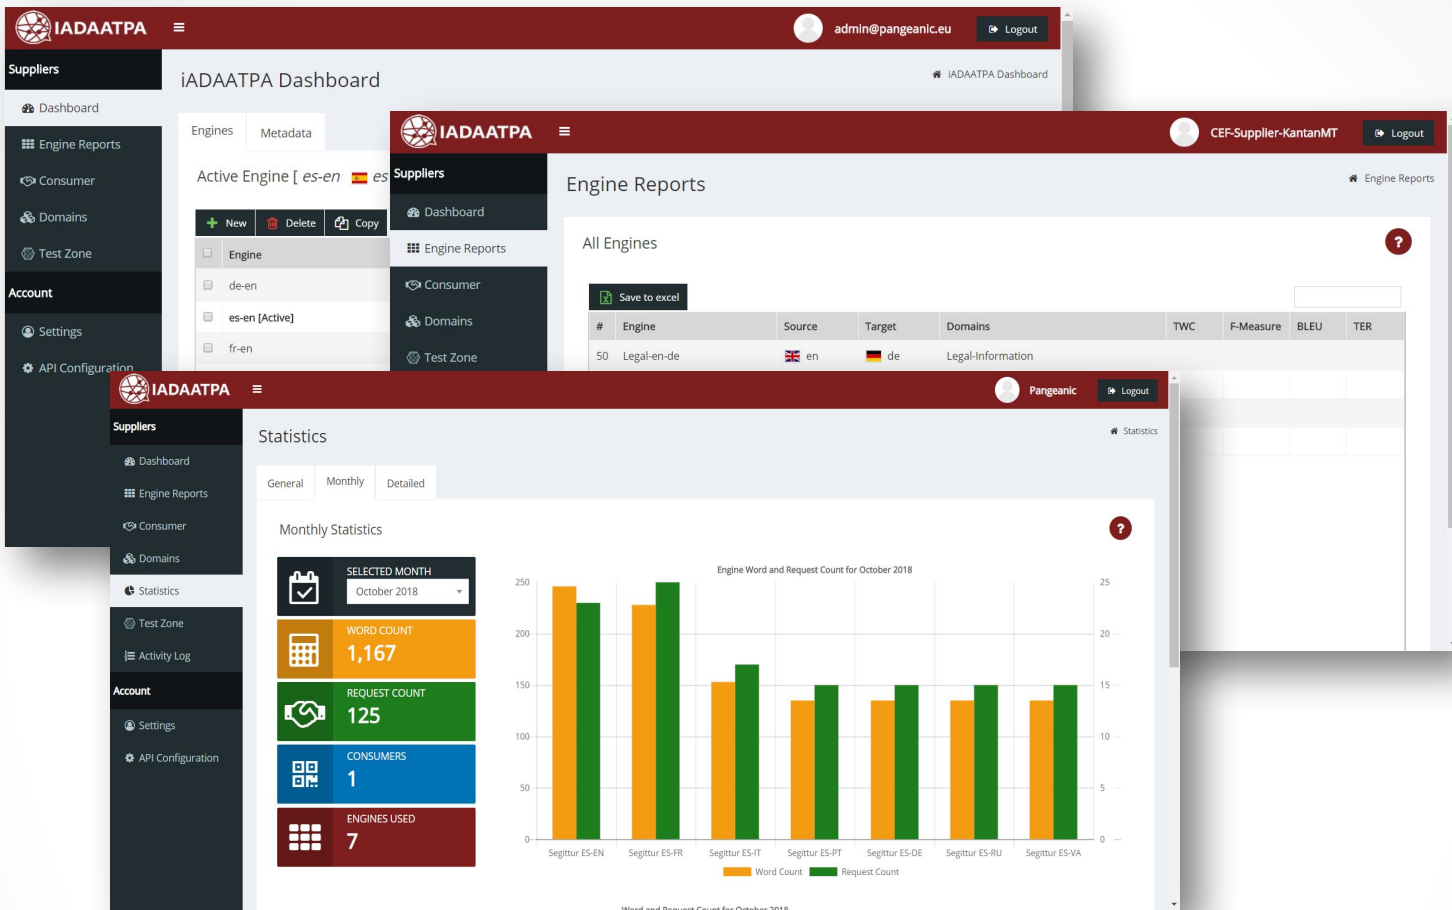 IADAATPA
admin@pangeanic.eu
Logout
Suppliers
Dashboard
Engine Reports
Consumer
Domains
Test Zone
Account
Settings
API Configuration
iADAATPA Dashboard
iADAATPA Dashboard
Engines Metadata
Active Engine [ es-en es
New Delete Copy
Engine
de-en
es-en [Active]
fr-en
IADAATPA
CEF-Supplier-KantanMT
Logout
Suppliers
Dashboard
Engine Reports
Consumer
Domains
Test Zone
Engine Reports
Engine Reports
All Engines
?
Save to excel
# Engine Source Target Domains TWC F-Measure BLEU TER
50 Legal-en-de en de Legal-Information
IADAATPA
Pangeanic
Logout
Suppliers
Dashboard
Engine Reports
Consumer
Domains
Statistics
Test Zone
Activity Log
Account
Settings
API Configuration
Statistics
Statistics
General Monthly Detailed
Monthly Statistics
?
SELECTED MONTH
October 2018
WORD COUNT
1,167
REQUEST COUNT
125
CONSUMERS
1
ENGINES USED
7
Engine Word and Request Count for October 2018
250 25
200 20
150 15
100 10
50 5
0 0
Segittur ES-EN Segittur ES-FR Segittur ES-IT Segittur ES-PT Segittur ES-DE Segittur ES-RU Segittur ES-VA
Word Count Request Count
Word and Request Count for October 2018